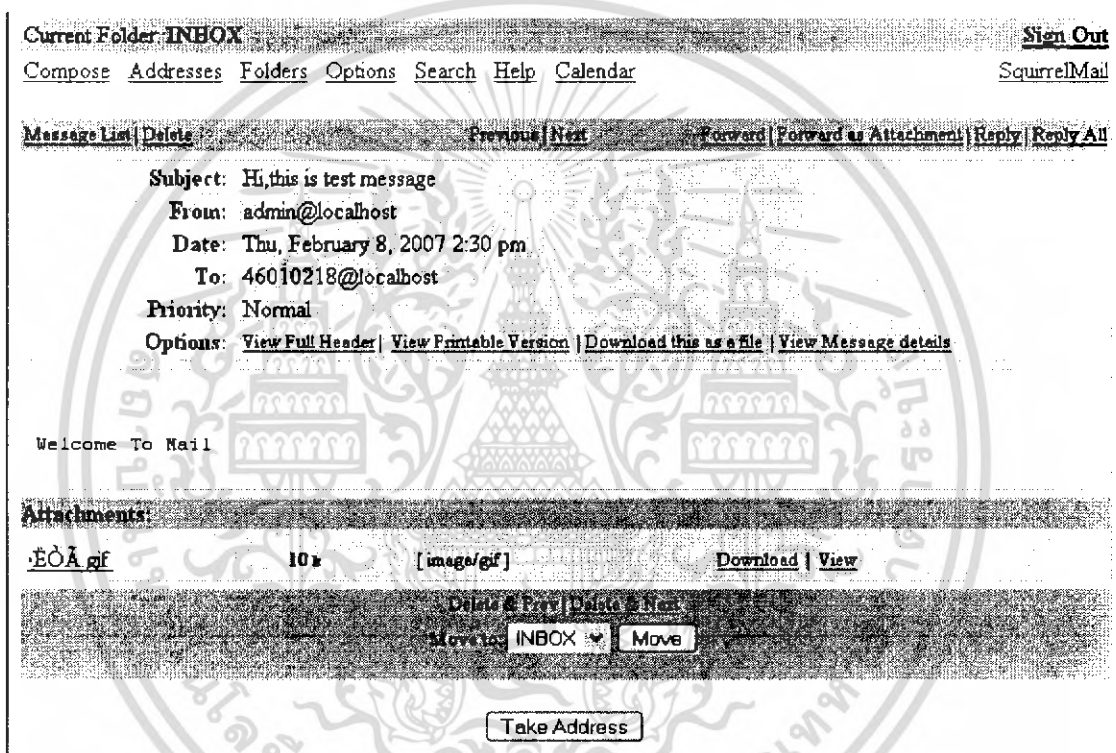 Current Folder: INBOX Sign Out
Compose Addresses Folders Options Search Help Calendar SquirrelMail
Message List | Delete Previous | Next Forward | Forward as Attachment | Reply | Reply All
Subject: Hi,this is test message
From: admin@localhost
Date: Thu, February 8, 2007 2:30 pm
To: 46010218@localhost
Priority: Normal
Options: View Full Header | View Printable Version | Download this as a file | View Message details
Welcome To Mail
Attachments:
·ËÒÃ.gif 10 k [ image/gif ] Download | View
Delete & Prev | Delete & Next
Move to: INBOX Move
Take Address